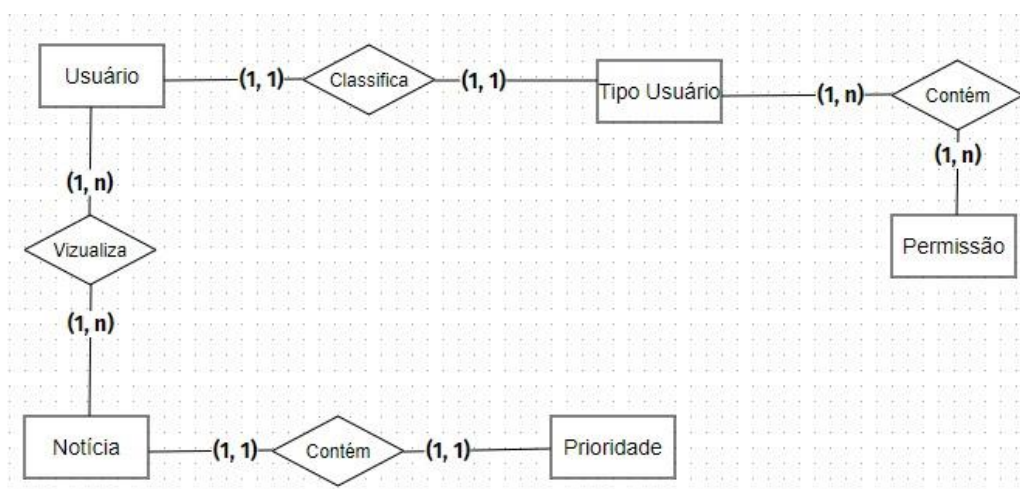 Usuário
(1, 1)
Classifica
(1, 1)
Tipo Usuário
(1, n)
Contém
(1, n)
Permissão
(1, n)
Vizualiza
(1, n)
Notícia
(1, 1)
Contém
(1, 1)
Prioridade